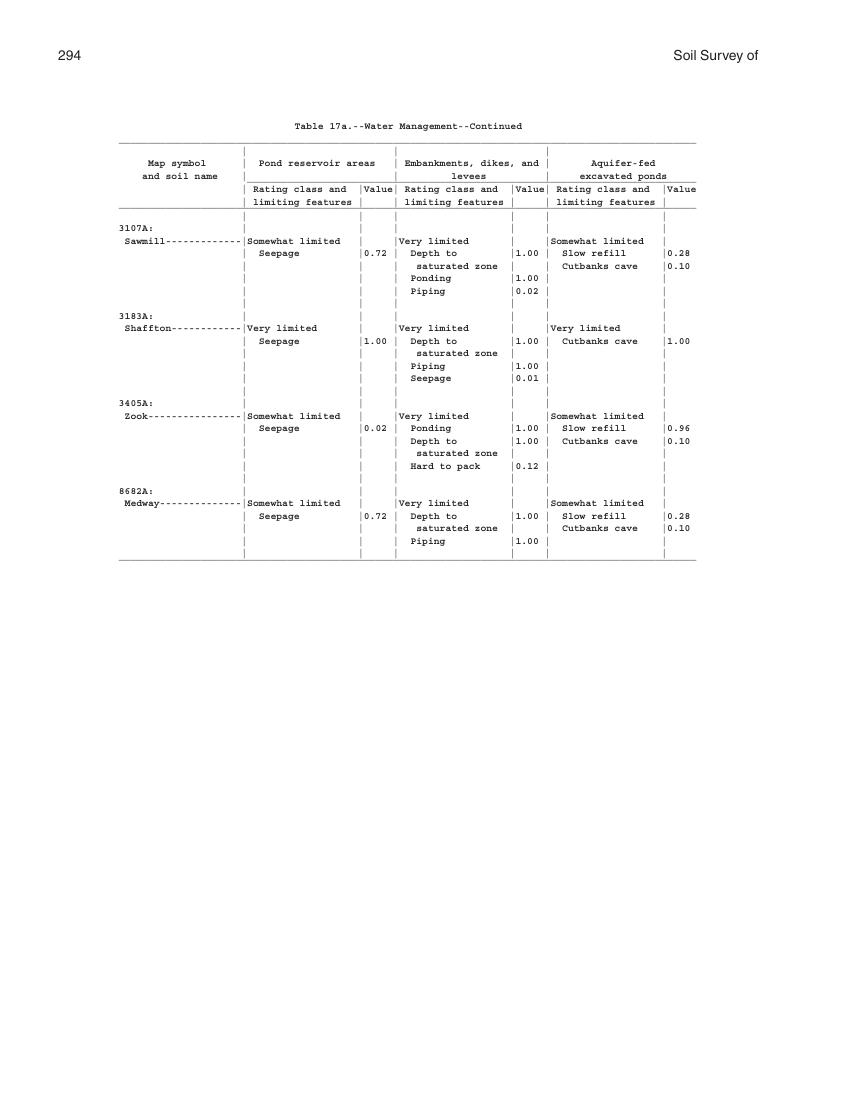 294
Soil Survey of
Table 17a.--Water Management--Continued
Map symbol | Pond reservoir areas | Embankments, dikes, and | Aquifer-fed
and soil name | | levees | excavated ponds
Rating class and |Value| Rating class and |Value| Rating class and |Value
limiting features | | limiting features | | limiting features |
3107A:
Sawmill-------------|Somewhat limited | |Very limited | |Somewhat limited |
Seepage |0.72 | Depth to |1.00 | Slow refill |0.28
saturated zone | | Cutbanks cave |0.10
Ponding |1.00
Piping |0.02
3183A:
Shaffton------------|Very limited | |Very limited | |Very limited |
Seepage |1.00 | Depth to |1.00 | Cutbanks cave |1.00
saturated zone
Piping |1.00
Seepage |0.01
3405A:
Zook----------------|Somewhat limited | |Very limited | |Somewhat limited |
Seepage |0.02 | Ponding |1.00 | Slow refill |0.96
Depth to |1.00 | Cutbanks cave |0.10
saturated zone
Hard to pack |0.12
8682A:
Medway--------------|Somewhat limited | |Very limited | |Somewhat limited |
Seepage |0.72 | Depth to |1.00 | Slow refill |0.28
saturated zone | | Cutbanks cave |0.10
Piping |1.00